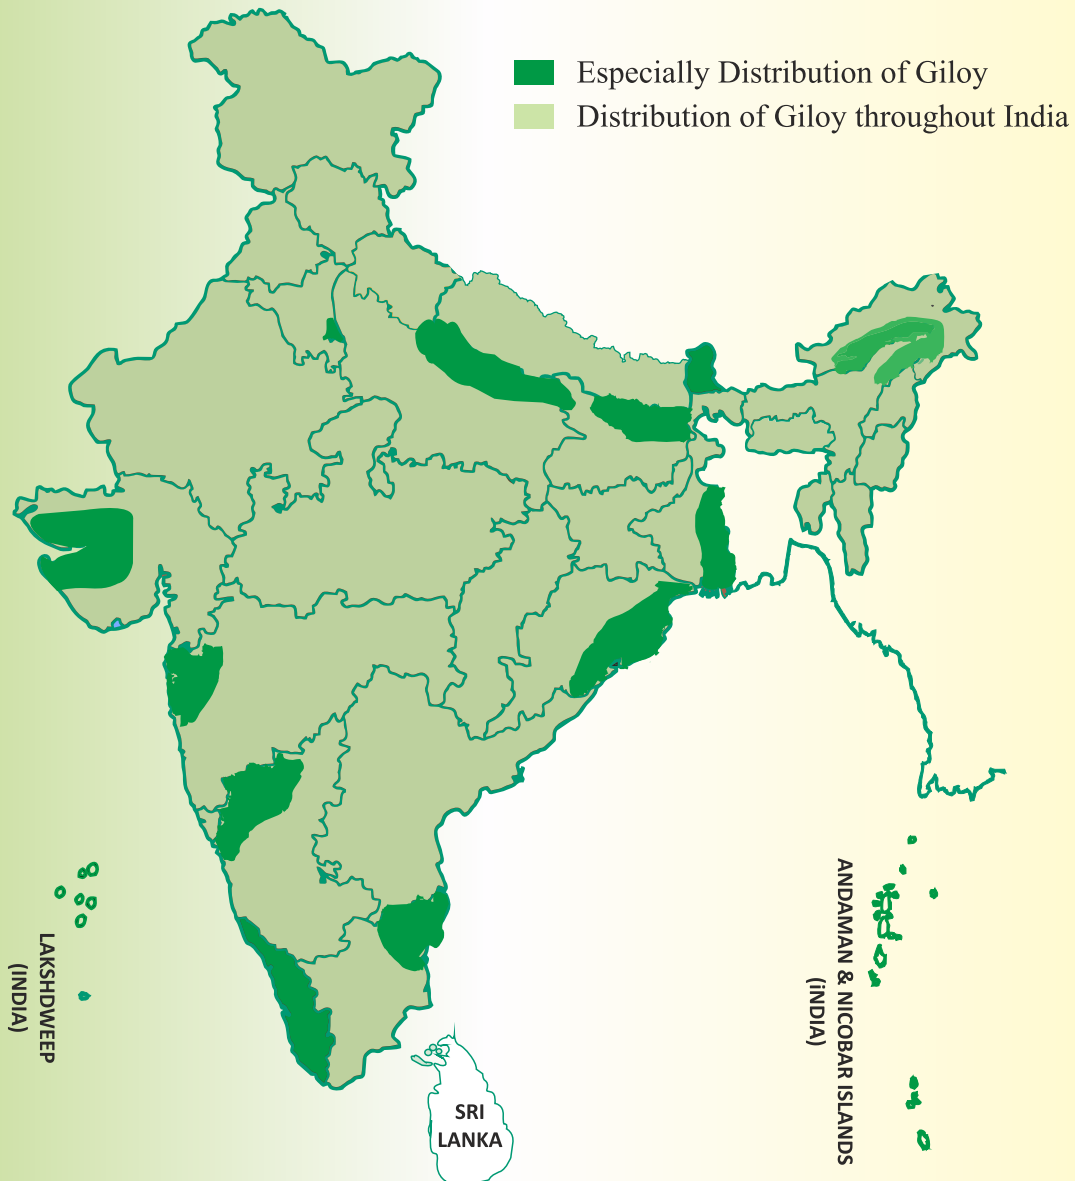 Especially Distribution of Giloy
Distribution of Giloy throughout India
ANDAMAN & NICOBAR ISLANDS
(iNDIA)
LAKSHDWEEP
(INDIA)
SRI
LANKA